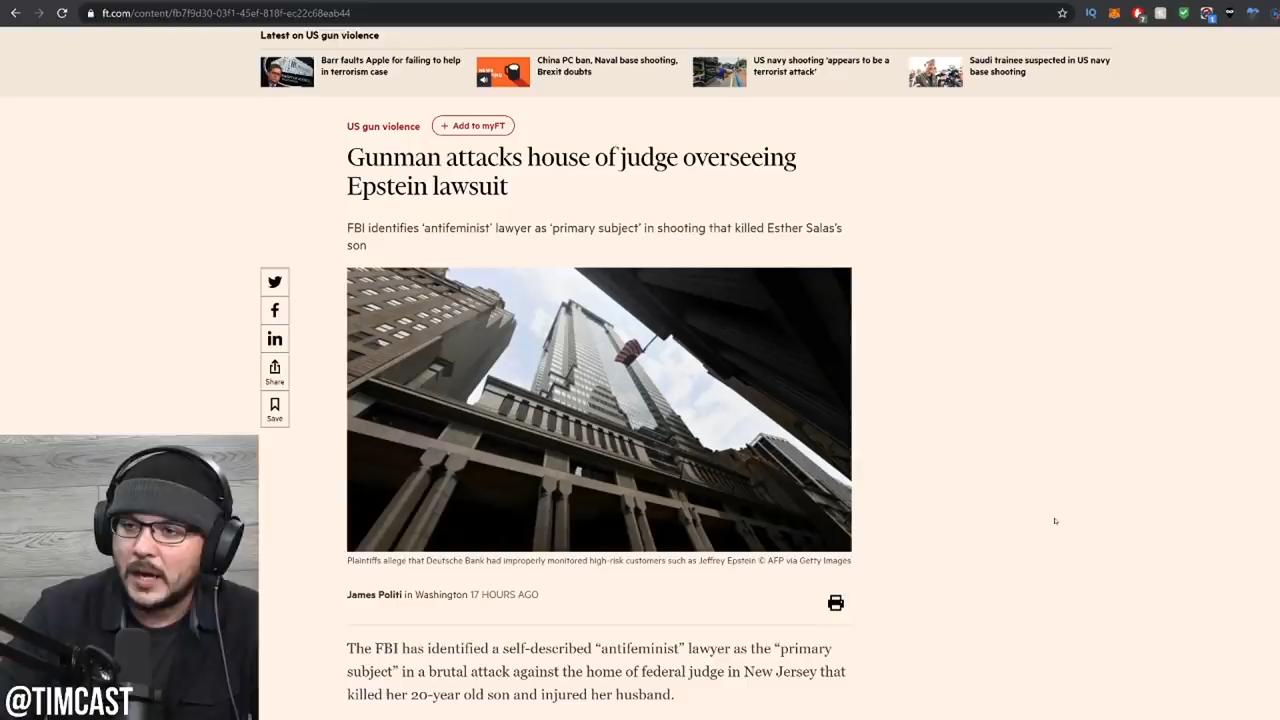 ft.com/content/fb7f9d30-03f1-45ef-818f-ec22c68eab44
Latest on US gun violence
Barr faults Apple for failing to help
in terrorism case
China PC ban, Naval base shooting,
Brexit doubts
US navy shooting 'appears to be a
terrorist attack'
Saudi trainee suspected in US navy
base shooting
US gun violence
+ Add to myFT
Gunman attacks house of judge overseeing
Epstein lawsuit
FBI identifies 'antifeminist' lawyer as 'primary subject' in shooting that killed Esther Salas's
son
Share
Save
Plaintiffs allege that Deutsche Bank had improperly monitored high-risk customers such as Jeffrey Epstein © AFP via Getty Images
James Politi in Washington 17 HOURS AGO
The FBI has identified a self-described “antifeminist” lawyer as the “primary
subject” in a brutal attack against the home of federal judge in New Jersey that
killed her 20-year old son and injured her husband.
@TIMCAST